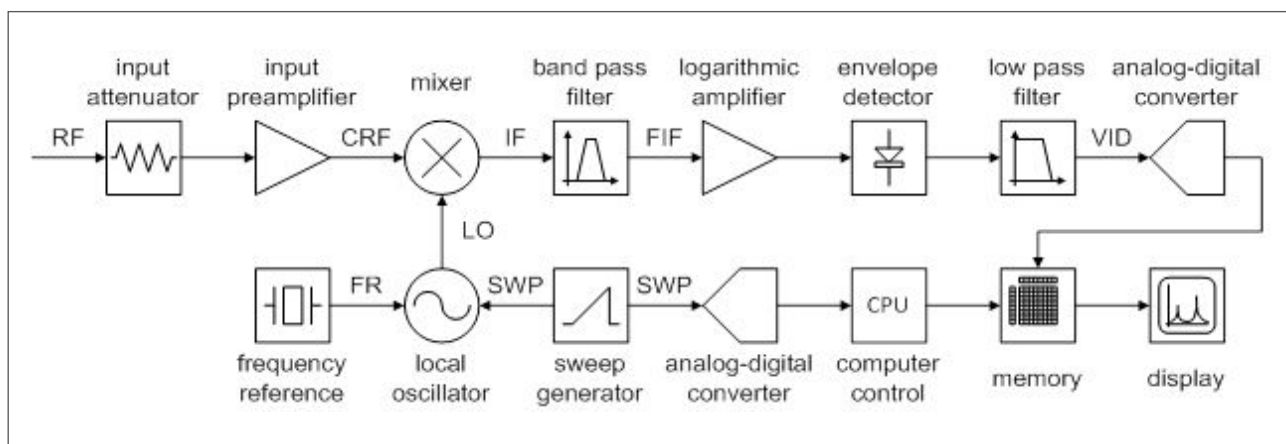 input attenuator
input preamplifier
mixer
band pass filter
logarithmic amplifier
envelope detector
low pass filter
analog-digital converter
RF
CRF
IF
FIF
VID
LO
FR
SWP
SWP
CPU
frequency reference
local oscillator
sweep generator
analog-digital converter
computer control
memory
display